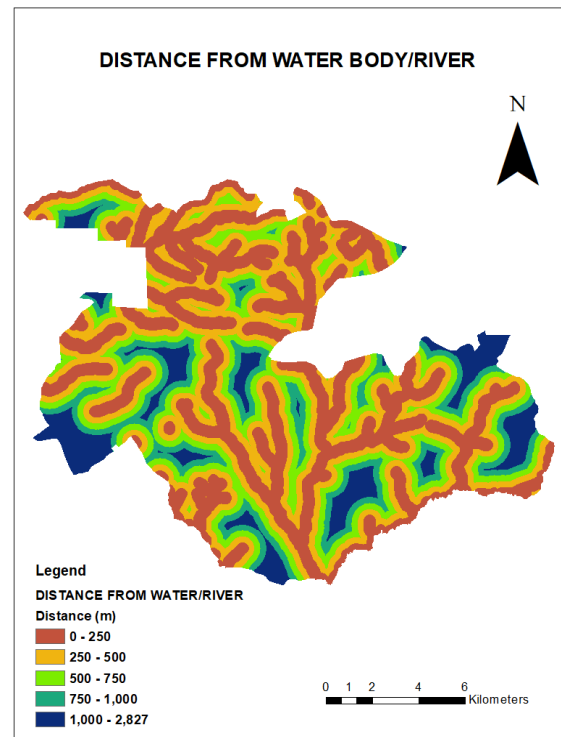 DISTANCE FROM WATER BODY/RIVER
N
Legend
DISTANCE FROM WATER/RIVER
Distance (m)
0 - 250
250 - 500
500 - 750
750 - 1,000
1,000 - 2,827
0 1 2 4 6
Kilometers